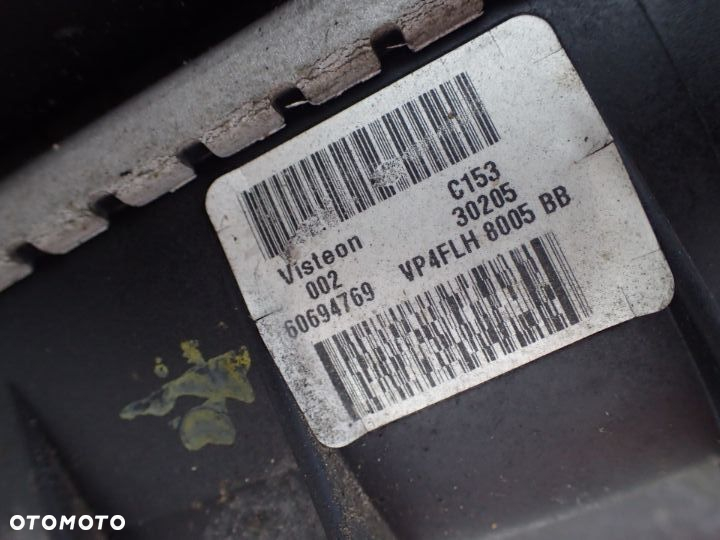 C153
Visteon 30205
002 VP4FLH 8005 BB
60694769
OTOMOTO